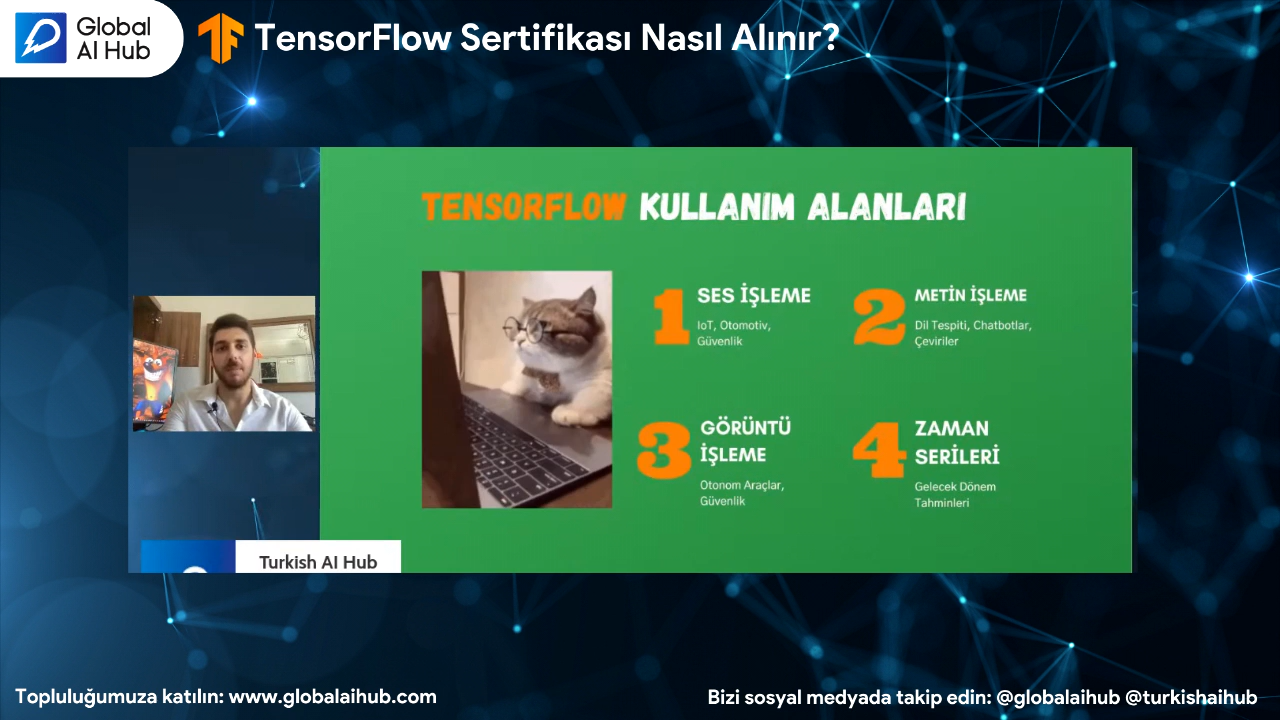 Global
AI Hub
TensorFlow Sertifikası Nasıl Alınır?
TENSORFLOW KULLANIM ALANLARI
1
SES İŞLEME
IoT, Otomotiv,
Güvenlik
2
METİN İŞLEME
Dil Tespiti, Chatbotlar,
Çeviriler
3
GÖRÜNTÜ
İŞLEME
Otonom Araçlar,
Güvenlik
4
ZAMAN
SERİLERİ
Gelecek Dönem
Tahminleri
Turkish AI Hub
Topluluğumuza katılın: www.globalaihub.com
Bizi sosyal medyada takip edin: @globalaihub @turkishaihub